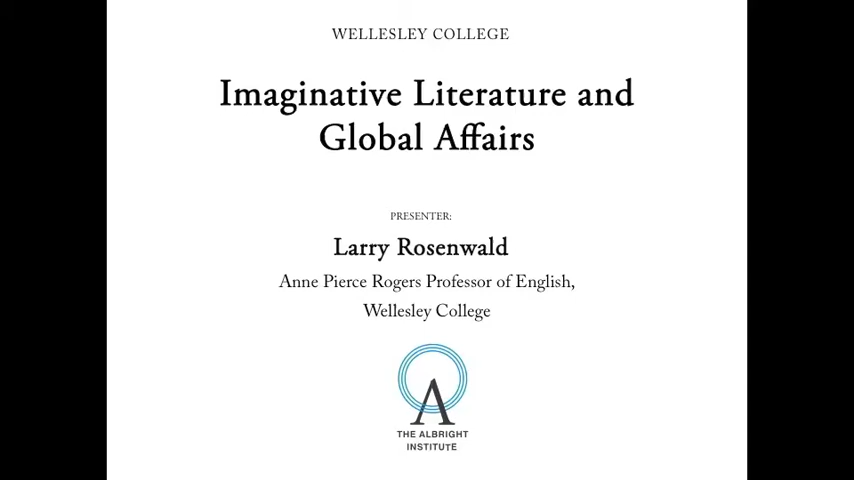 WELLESLEY COLLEGE
Imaginative Literature and
Global Affairs
PRESENTER:
Larry Rosenwald
Anne Pierce Rogers Professor of English,
Wellesley College
A
THE ALBRIGHT
INSTITUTE